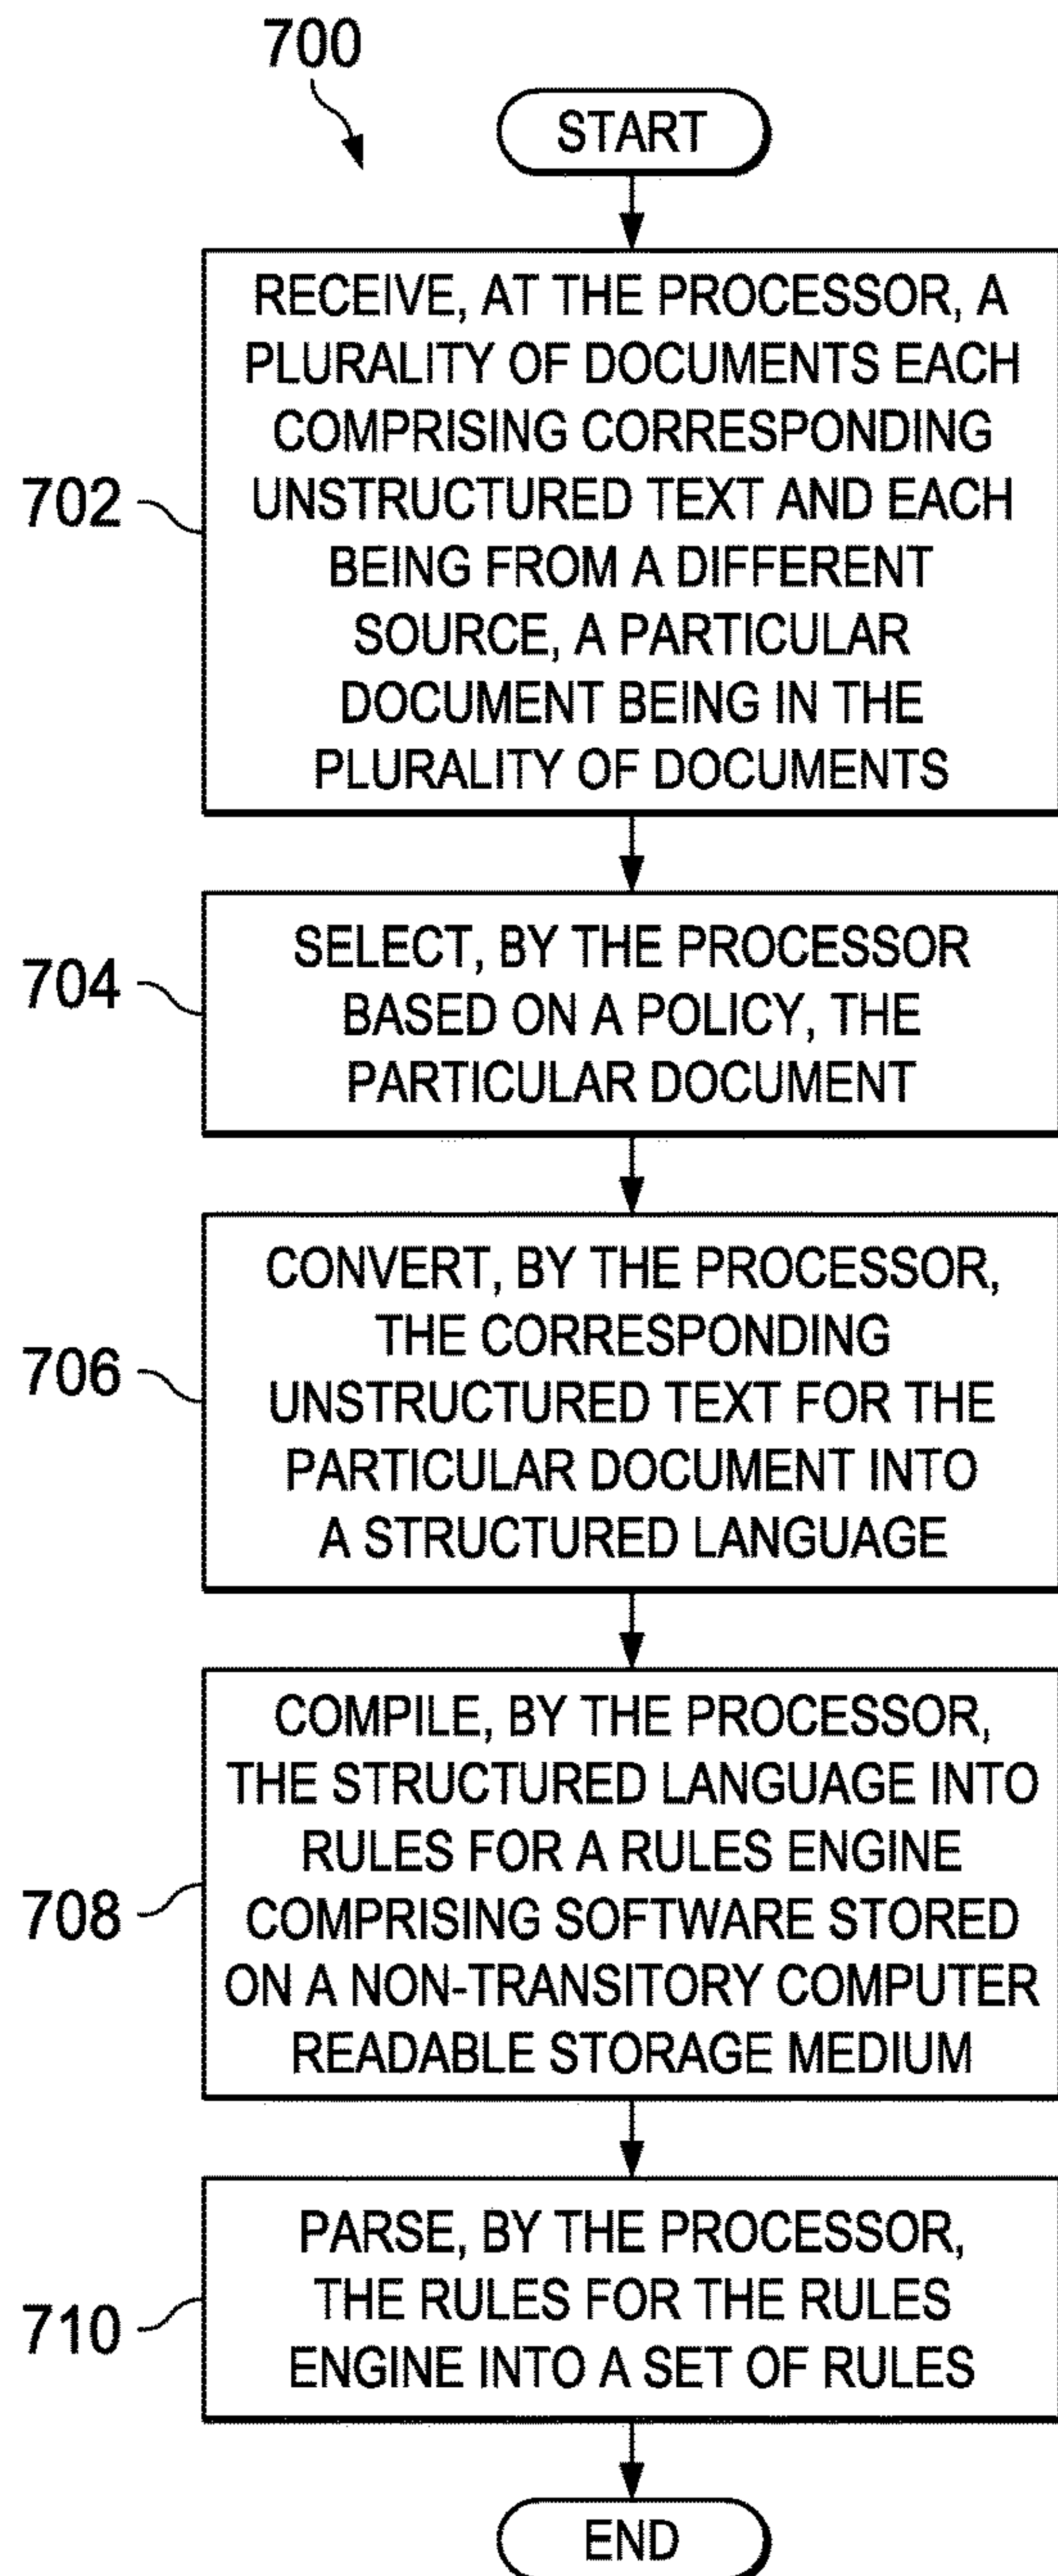 700
START
RECEIVE, AT THE PROCESSOR, A
PLURALITY OF DOCUMENTS EACH
COMPRISING CORRESPONDING
UNSTRUCTURED TEXT AND EACH
BEING FROM A DIFFERENT
SOURCE, A PARTICULAR
DOCUMENT BEING IN THE
PLURALITY OF DOCUMENTS
702
SELECT, BY THE PROCESSOR
BASED ON A POLICY, THE
PARTICULAR DOCUMENT
704
CONVERT, BY THE PROCESSOR,
THE CORRESPONDING
UNSTRUCTURED TEXT FOR THE
PARTICULAR DOCUMENT INTO
A STRUCTURED LANGUAGE
706
COMPILE, BY THE PROCESSOR,
THE STRUCTURED LANGUAGE INTO
RULES FOR A RULES ENGINE
COMPRISING SOFTWARE STORED
ON A NON-TRANSITORY COMPUTER
READABLE STORAGE MEDIUM
708
PARSE, BY THE PROCESSOR,
THE RULES FOR THE RULES
ENGINE INTO A SET OF RULES
710
END